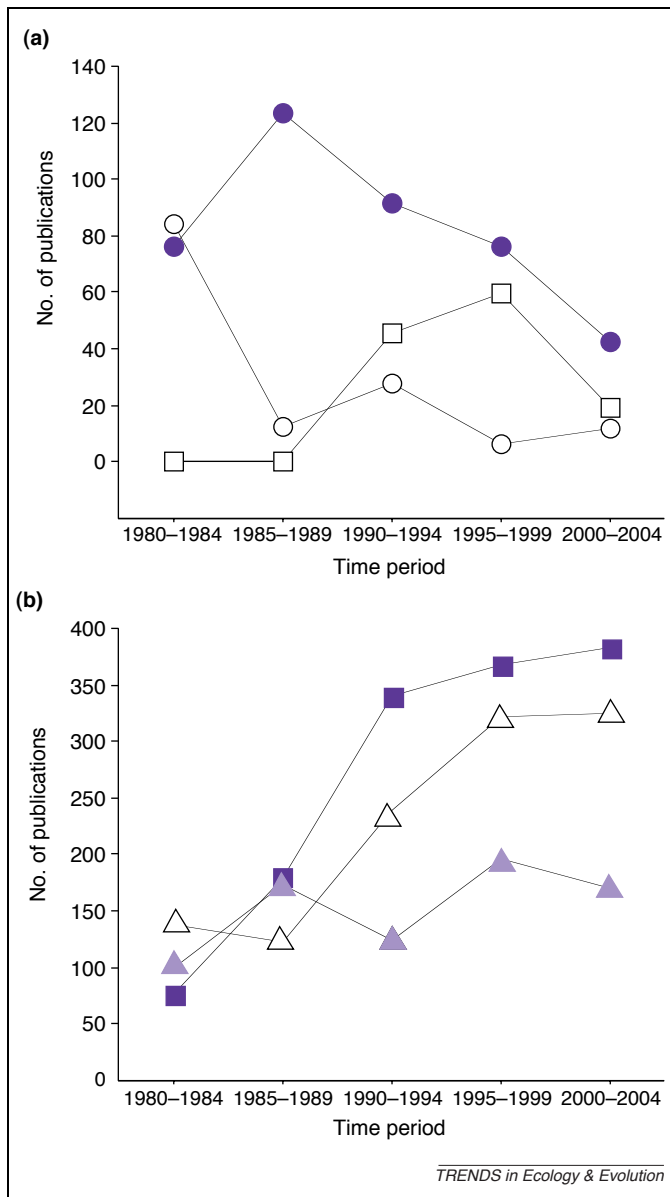 (a)
140
120
100
80
60
40
20
0
No. of publications
1980–1984 1985–1989 1990–1994 1995–1999 2000–2004
Time period
(b)
400
350
300
250
200
150
100
50
0
No. of publications
1980–1984 1985–1989 1990–1994 1995–1999 2000–2004
Time period
TRENDS in Ecology & Evolution